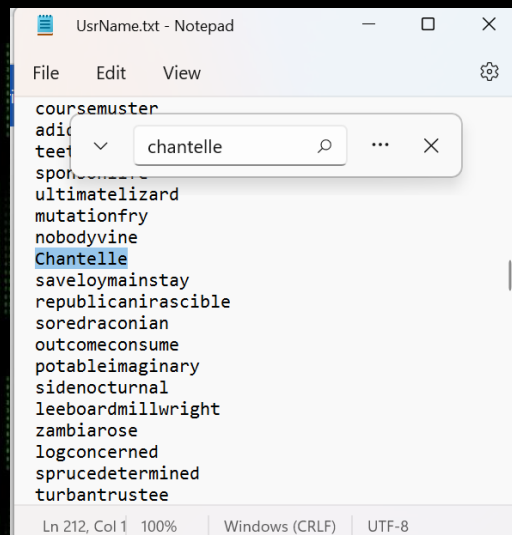 UsrName.txt - Notepad
File Edit View
coursemuster
chantelle
ultimatelizard
mutationfry
nobodyvine
Chantelle
saveloymainstay
republicanirascible
soredraconian
outcomeconsume
potableimaginary
sidenocturnal
leeboardmillwright
zambiarose
logconcerned
sprucedetermined
turbantrustee
Ln 212, Col 1 100% Windows (CRLF) UTF-8